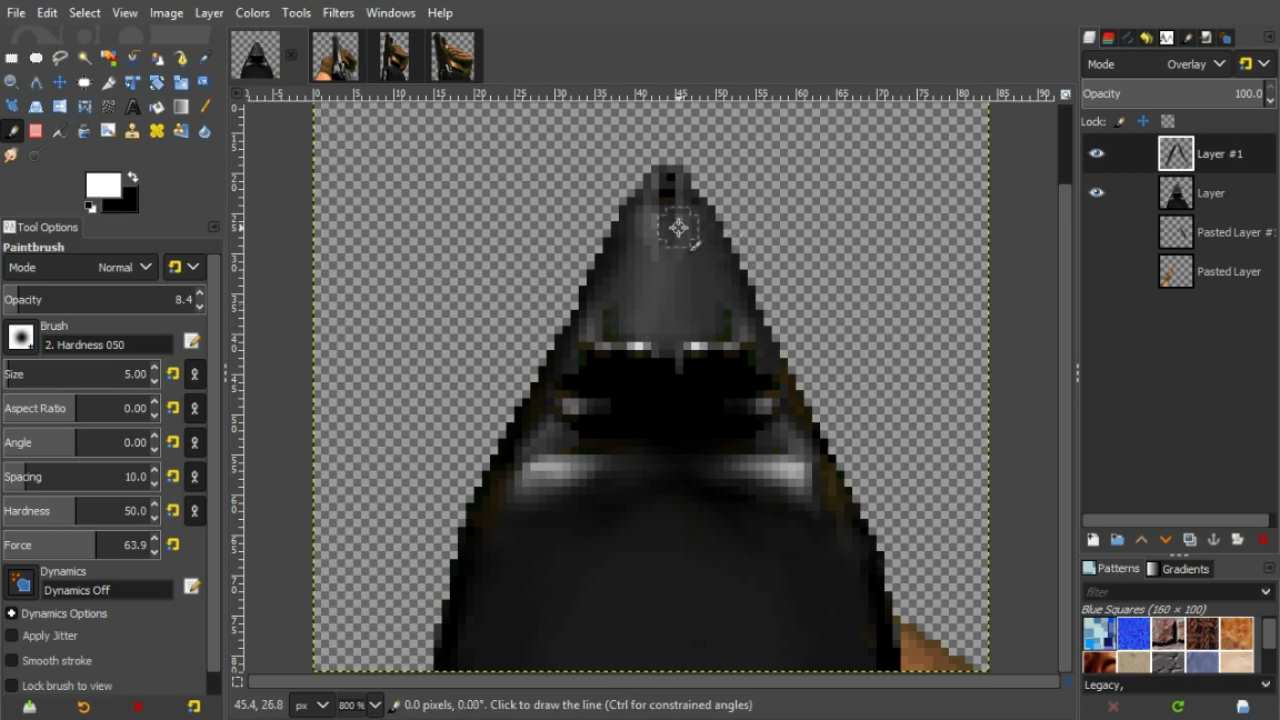 File Edit Select View Image Layer Colors Tools Filters Windows Help
Mode Overlay
Opacity 100.0
Lock:
Layer #1
Layer
Pasted Layer #
Pasted Layer
Tool Options
Paintbrush
Mode Normal
Opacity 8.4
Brush
2. Hardness 050
Size 5.00
Aspect Ratio 0.00
Angle 0.00
Spacing 10.0
Hardness 50.0
Force 63.9
Dynamics
Dynamics Off
Dynamics Options
Apply Jitter
Smooth stroke
Lock brush to view
Patterns Gradients
filter
Blue Squares (160 × 100)
Legacy,
45.4, 26.8 px 800 % 0.0 pixels, 0.00°. Click to draw the line (Ctrl for constrained angles)